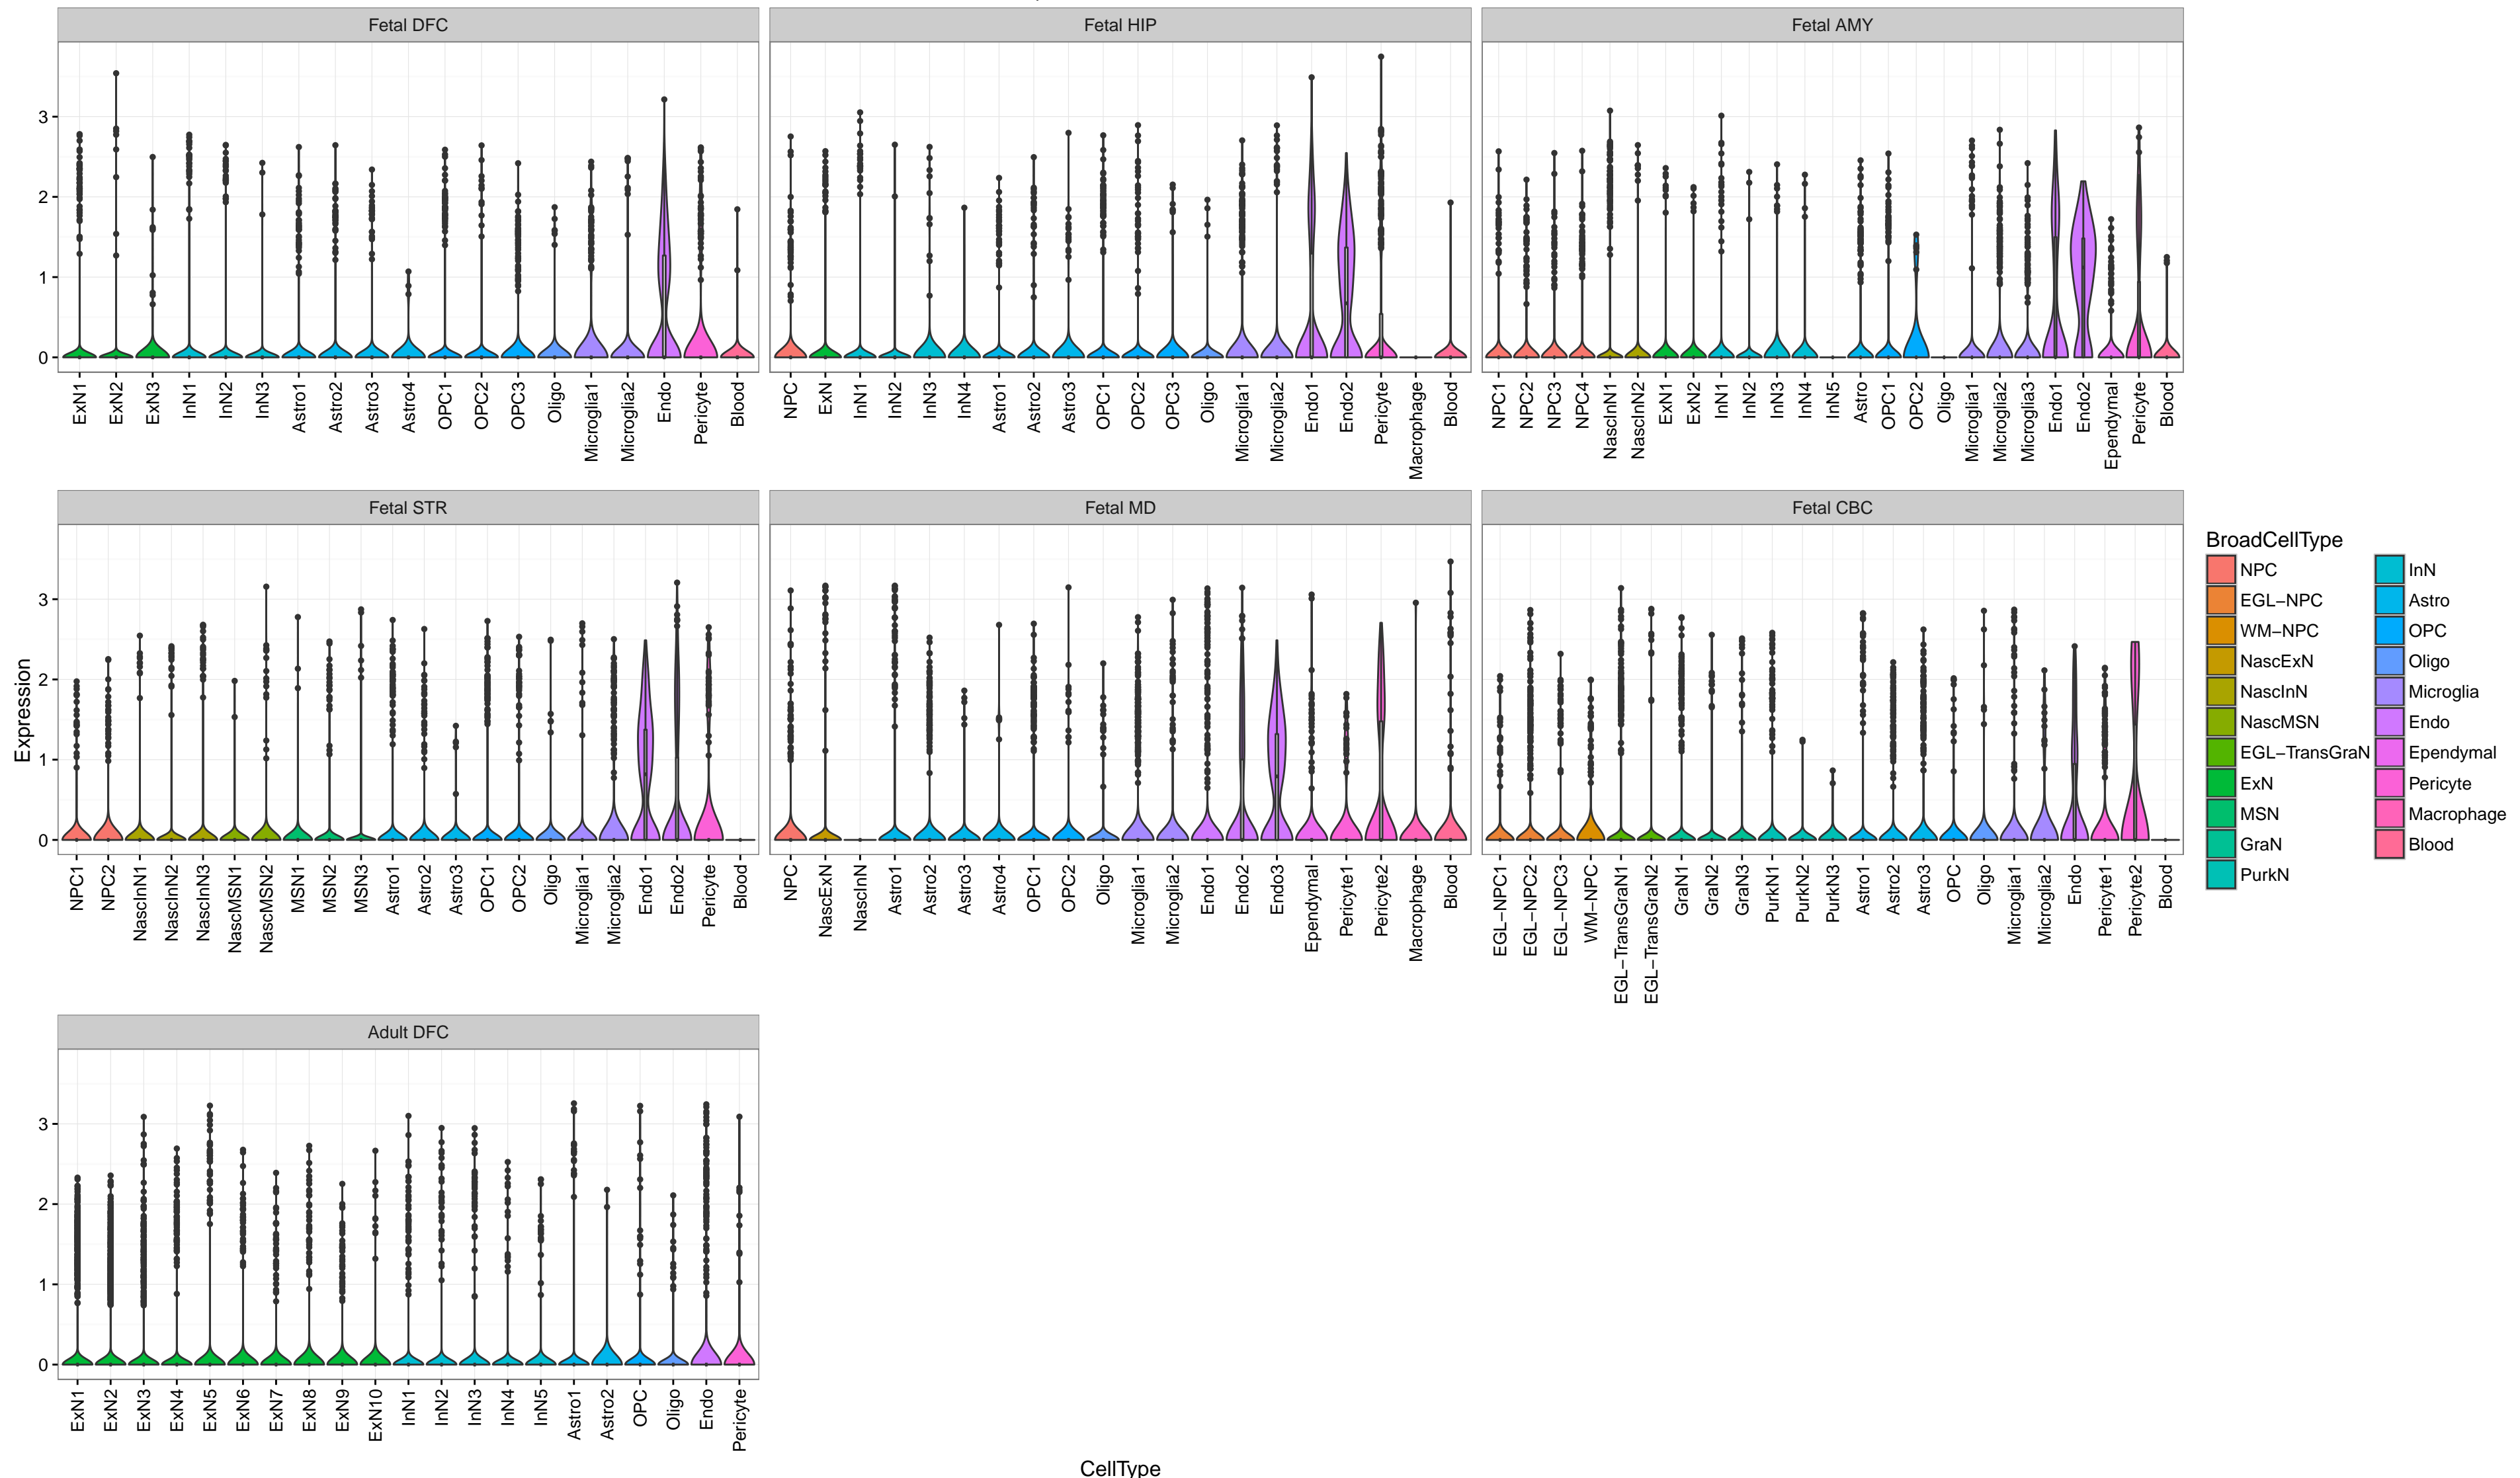 Fetal DFC
Fetal HIP
Fetal AMY
3
2
1
0
ExN1 ExN2 ExN3 InN1 InN2 InN3 Astro1 Astro2 Astro3 Astro4 OPC1 OPC2 OPC3 Oligo Microglia1 Microglia2 Endo Pericyte Blood
NPC ExN InN1 InN2 InN3 InN4 Astro1 Astro2 Astro3 OPC1 OPC2 OPC3 Oligo Microglia1 Microglia2 Endo1 Endo2 Pericyte Macrophage Blood
NPC1 NPC2 NPC3 NPC4 NascInN1 NascInN2 ExN1 ExN2 InN1 InN2 InN3 InN4 InN5 Astro OPC1 OPC2 Oligo Microglia1 Microglia2 Microglia3 Endo1 Endo2 Ependymal Pericyte Blood
Fetal STR
Fetal MD
Fetal CBC
Expression
3
2
1
0
NPC1 NPC2 NascInN1 NascInN2 NascInN3 NascMSN1 NascMSN2 MSN1 MSN2 MSN3 Astro1 Astro2 Astro3 OPC1 OPC2 Oligo Microglia1 Microglia2 Endo1 Endo2 Pericyte Blood
NPC NascExN NascInN Astro1 Astro2 Astro3 Astro4 OPC1 OPC2 Oligo Microglia1 Microglia2 Endo1 Endo2 Endo3 Ependymal Pericyte1 Pericyte2 Macrophage Blood
EGL−NPC1 EGL−NPC2 EGL−NPC3 WM−NPC EGL−TransGraN1 EGL−TransGraN2 GraN1 GraN2 GraN3 PurkN1 PurkN2 PurkN3 Astro1 Astro2 Astro3 OPC Oligo Microglia1 Microglia2 Endo Pericyte1 Pericyte2 Blood
BroadCellType
NPC
EGL−NPC
WM−NPC
NascExN
NascInN
NascMSN
EGL−TransGraN
ExN
MSN
GraN
PurkN
InN
Astro
OPC
Oligo
Microglia
Endo
Ependymal
Pericyte
Macrophage
Blood
Adult DFC
3
2
1
0
ExN1 ExN2 ExN3 ExN4 ExN5 ExN6 ExN7 ExN8 ExN9 ExN10 InN1 InN2 InN3 InN4 InN5 Astro1 Astro2 OPC Oligo Endo Pericyte
CellType